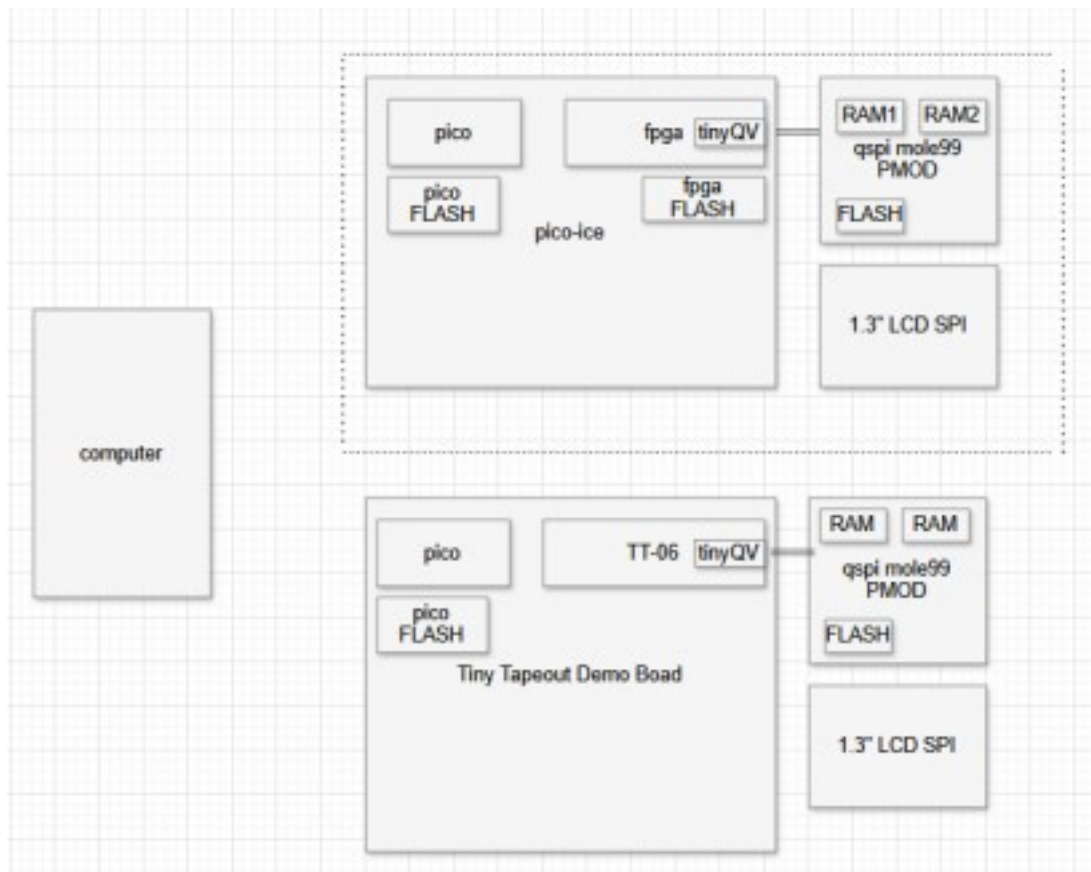 pico
fpga
tinyQV
RAM1
RAM2
qspi mole99
PMOD
pico
FLASH
fpga
FLASH
FLASH
pico-ice
1.3" LCD SPI
computer
pico
TT-06
tinyQV
RAM
RAM
qspi mole99
PMOD
pico
FLASH
FLASH
Tiny Tapeout Demo Boad
1.3" LCD SPI